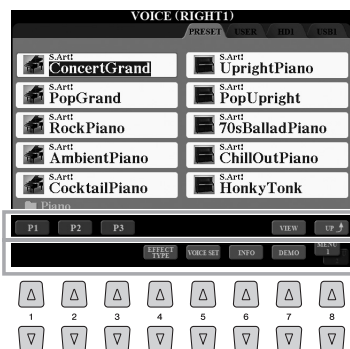 VOICE (RIGHT1)
PRESET USER HD1 USB1
S.Art! ConcertGrand
S.Art! UprightPiano
S.Art! PopGrand
S.Art! PopUpright
S.Art! RockPiano
S.Art! 70sBalladPiano
S.Art! AmbientPiano
S.Art! ChillOutPiano
S.Art! CocktailPiano
S.Art! HonkyTonk
Piano
P1 P2 P3 VIEW UP
EFFECT TYPE VOICE SET INFO DEMO MENU 1
1 2 3 4 5 6 7 8